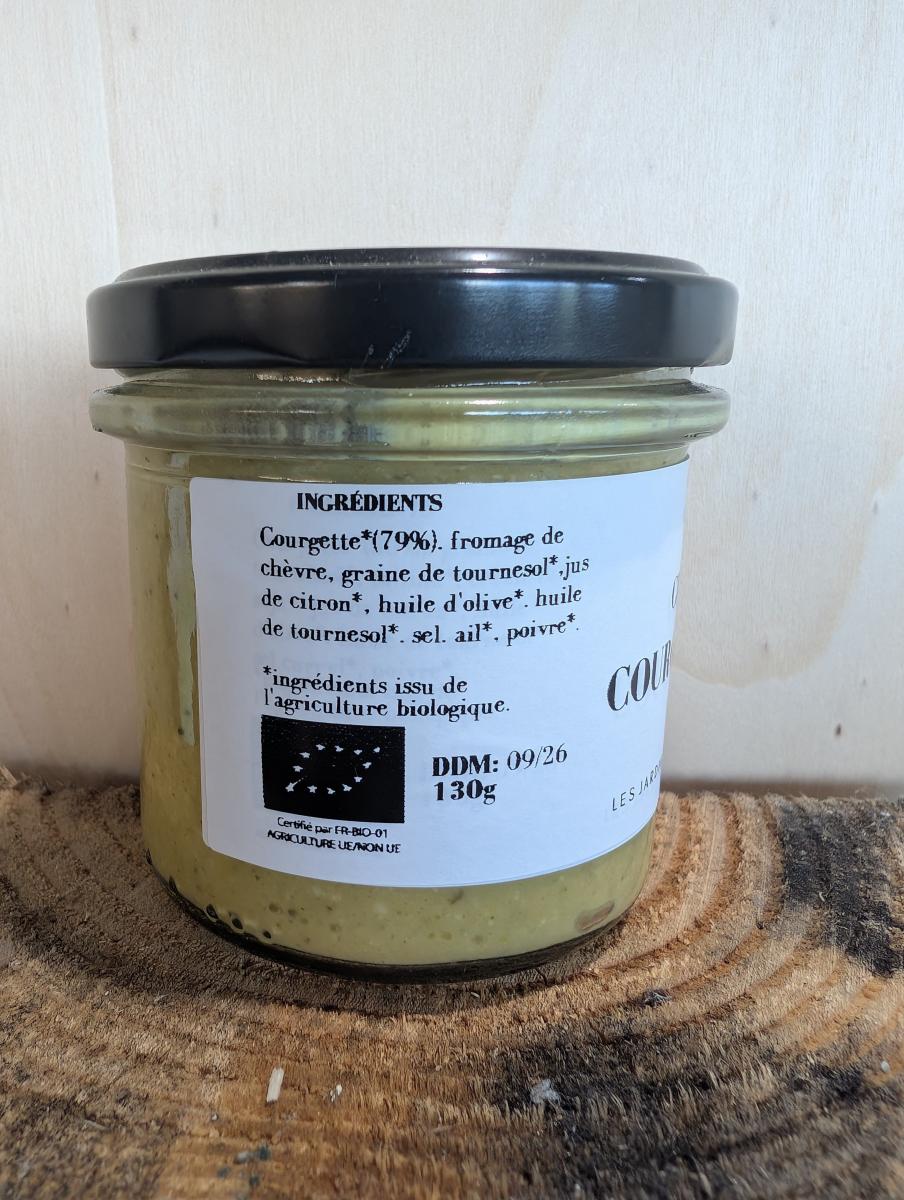 INGRÉDIENTS
Courgette*(79%). fromage de
chèvre, graine de tournesol*,jus
de citron*, huile d'olive*. huile
de tournesol*. sel. ail*. poivre*.
*ingrédients issu de
l'agriculture biologique.
DDM: 09/26
130g
Certifié par FR-BIO-01
AGRICULTURE UE/NON UE
COUR
LES JARD